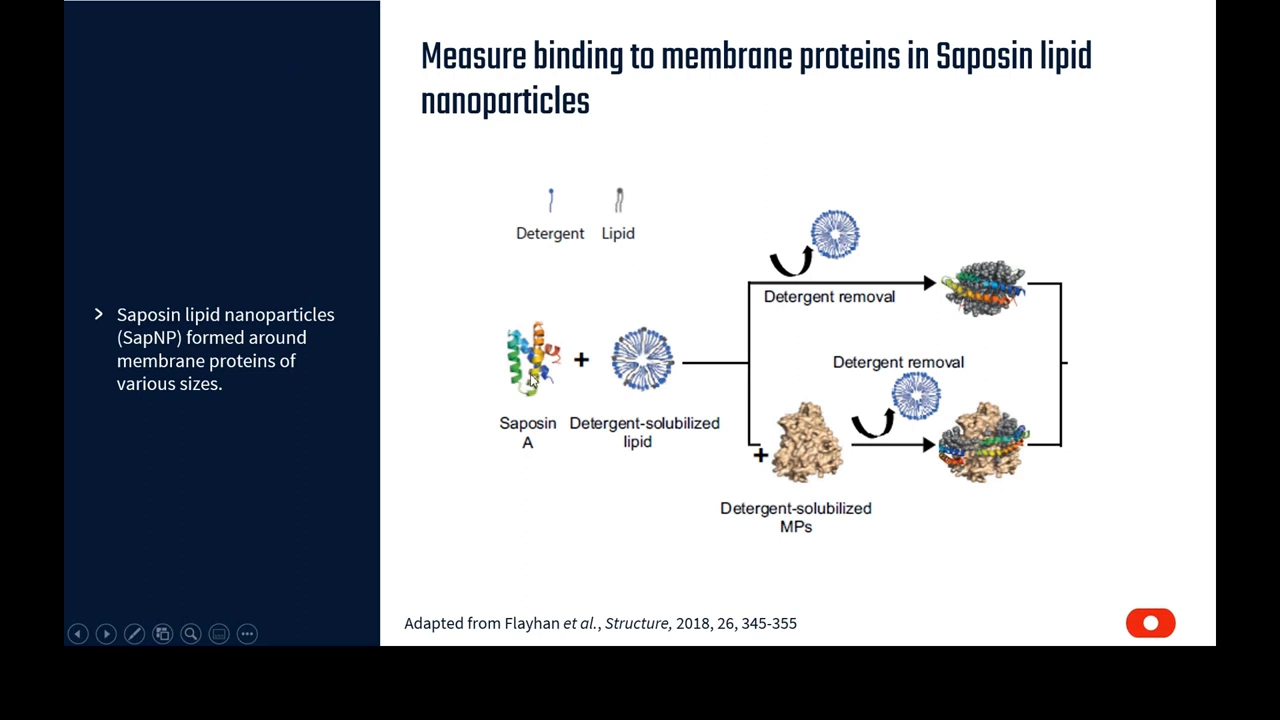 Measure binding to membrane proteins in Saposin lipid
nanoparticles
> Saposin lipid nanoparticles
(SapNP) formed around
membrane proteins of
various sizes.
Detergent Lipid
Detergent removal
Detergent removal
+
Saposin
A
Detergent-solubilized
lipid
+
Detergent-solubilized
MPs
Adapted from Flayhan et al., Structure, 2018, 26, 345-355